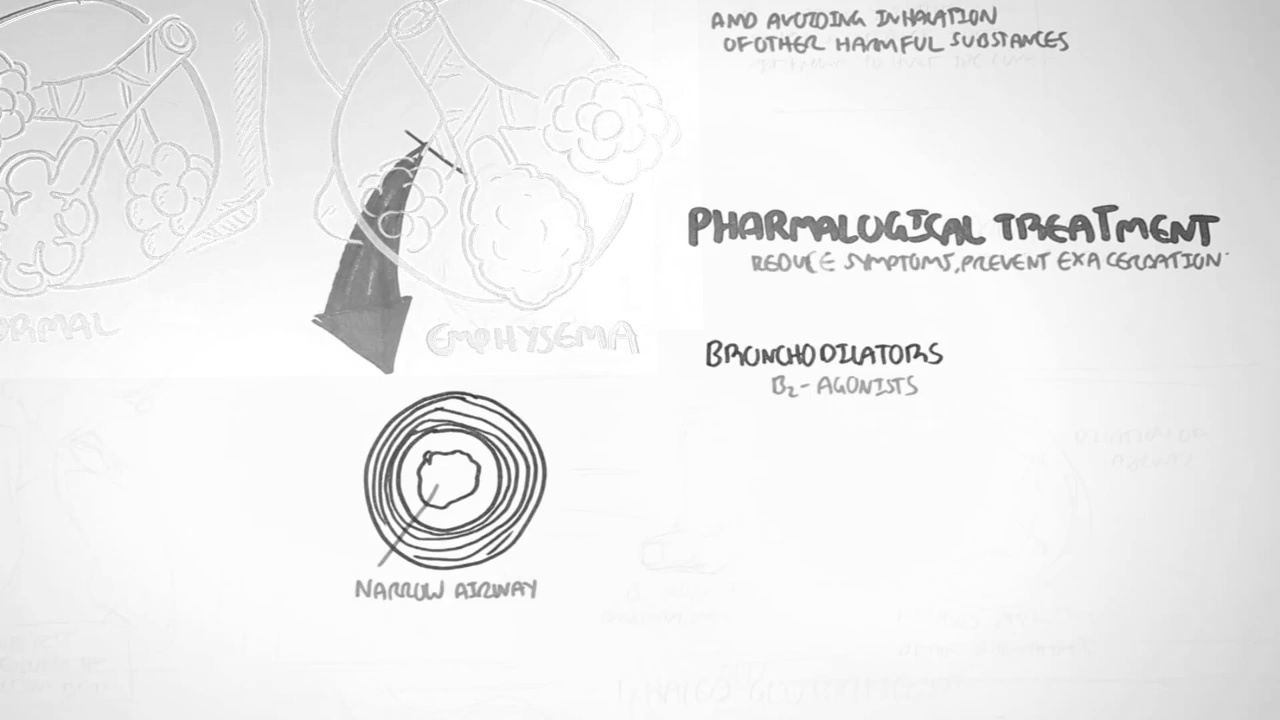 AND AVOIDING INHALATION
OF OTHER HARMFUL SUBSTANCES
PHARMALOGICAL TREATMENT
REDUCE SYMPTOMS, PREVENT EXACERBATION
BRONCHODILATORS
B2- AGONISTS
ORMAL
EMPHYSEMA
NARROW AIRWAY